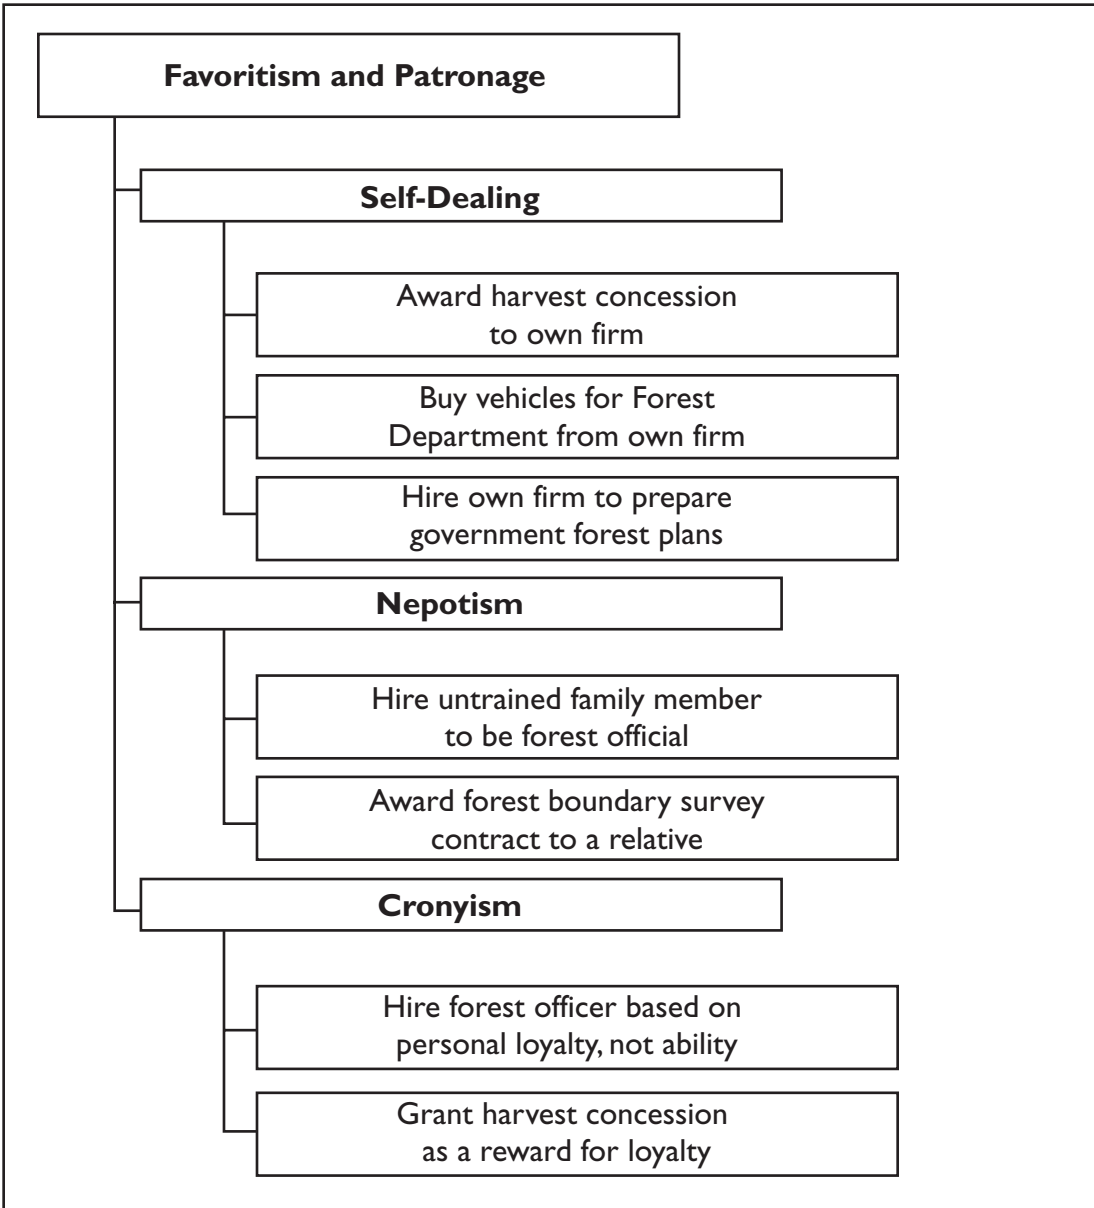 Favoritism and Patronage
Self-Dealing
Award harvest concession
to own firm
Buy vehicles for Forest
Department from own firm
Hire own firm to prepare
government forest plans
Nepotism
Hire untrained family member
to be forest official
Award forest boundary survey
contract to a relative
Cronyism
Hire forest officer based on
personal loyalty, not ability
Grant harvest concession
as a reward for loyalty